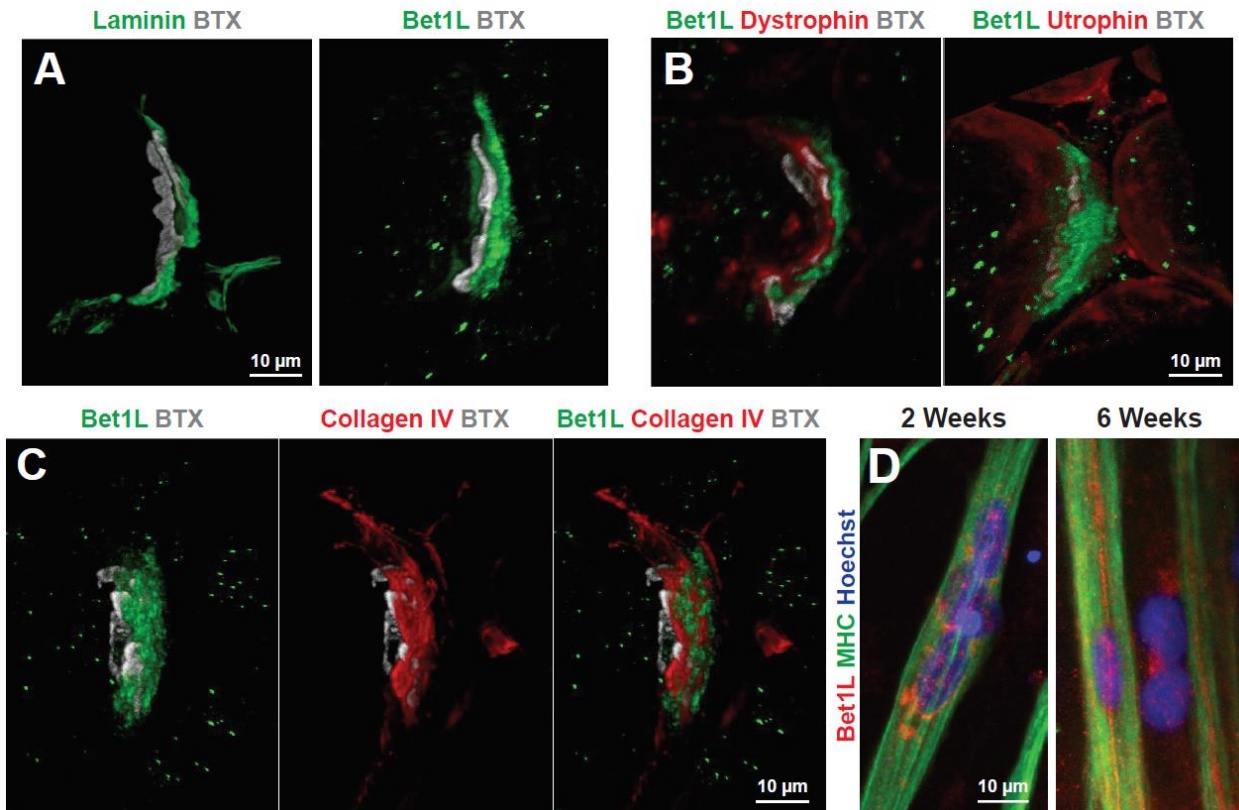 Laminin BTX
Bet1L BTX
Bet1L Dystrophin BTX
Bet1L Utrophin BTX
A
B
10 µm
10 µm
Bet1L BTX
Collagen IV BTX
Bet1L Collagen IV BTX
2 Weeks
6 Weeks
C
D
Bet1L MHC Hoechst
10 µm
10 µm